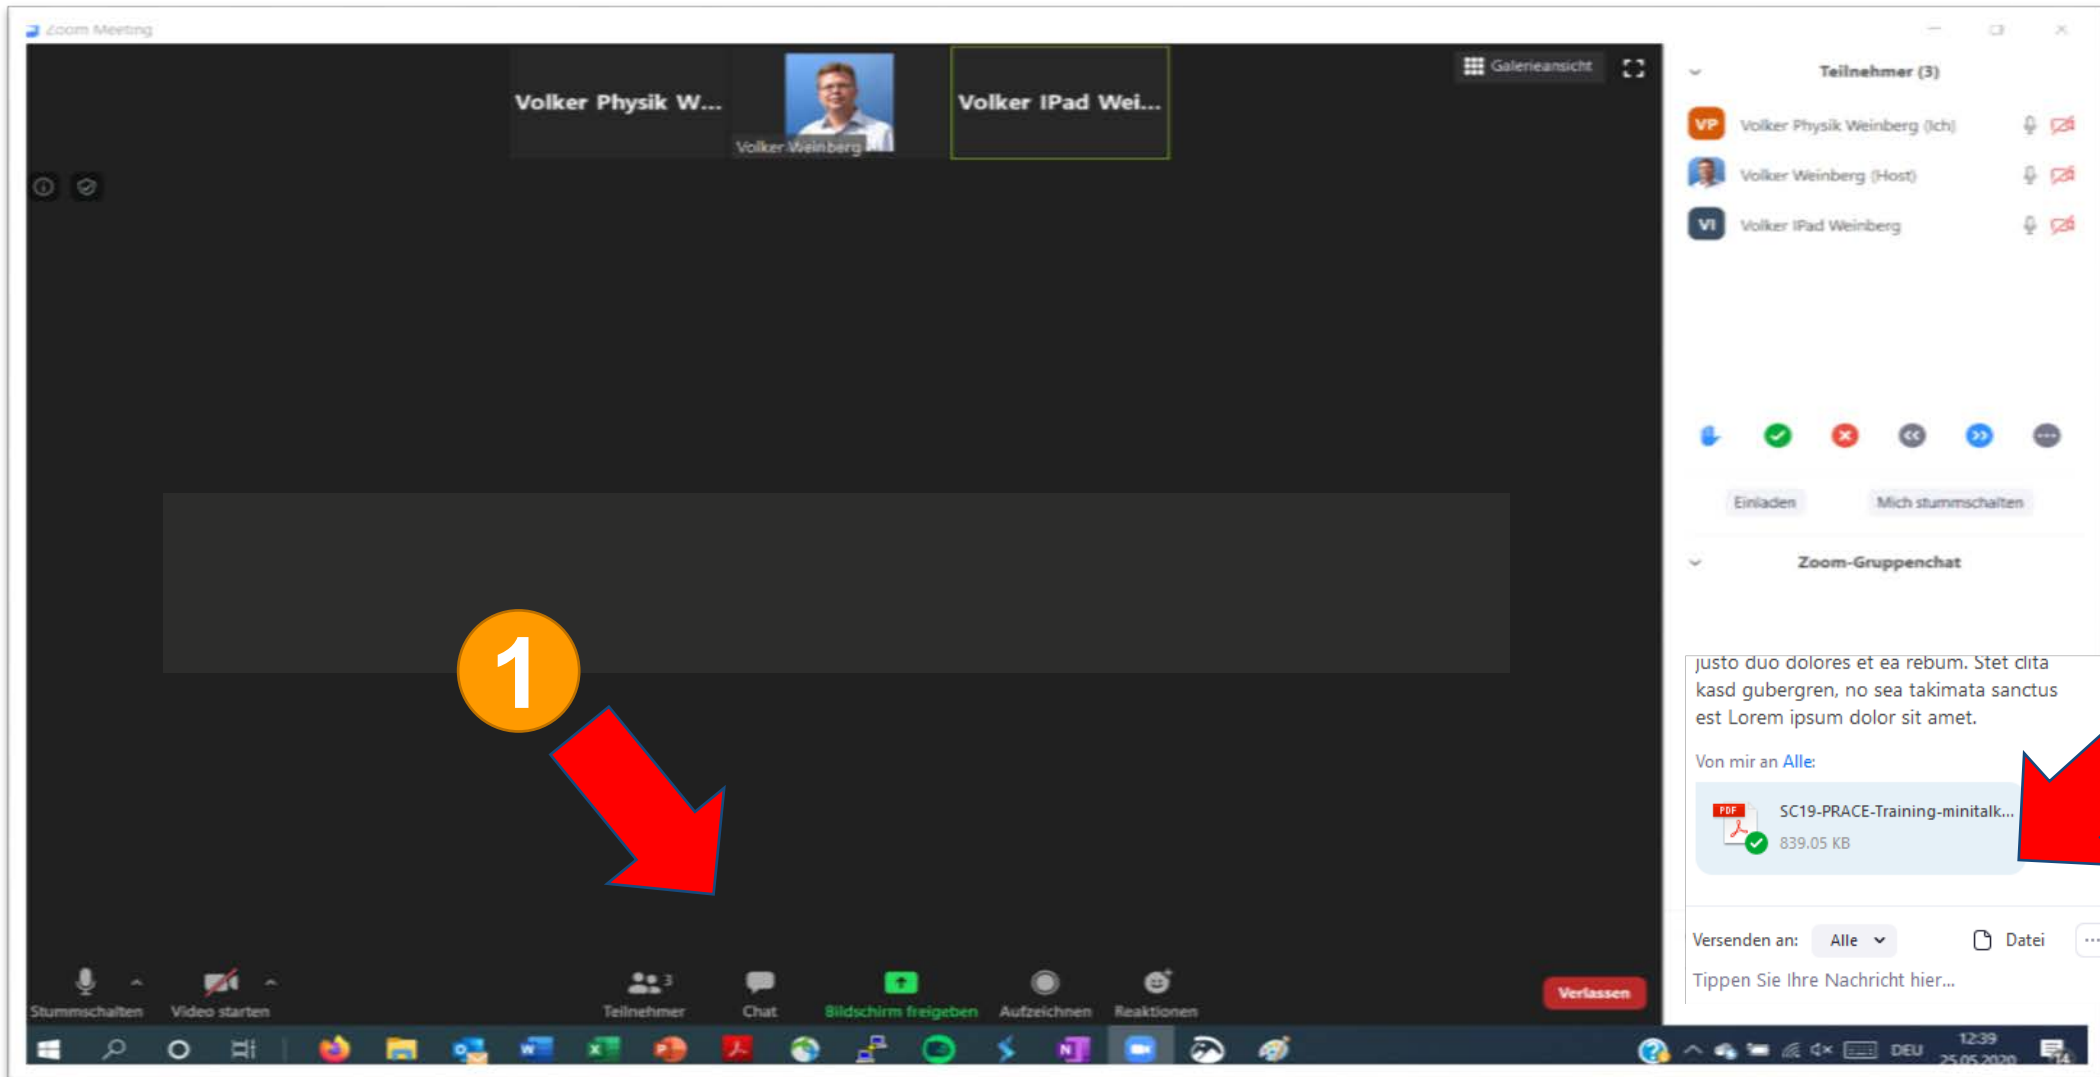 Zoom Meeting
Volker Physik W...
Volker Weinberg
Volker IPad Wei...
Galerieansicht
Teilnehmer (3)
VP Volker Physik Weinberg (Ich)
Volker Weinberg (Host)
VI Volker IPad Weinberg
Einladen
Mich stummschalten
Zoom-Gruppenchat
justo duo dolores et ea rebum. Stet clita
kasd gubergren, no sea takimata sanctus
est Lorem ipsum dolor sit amet.
Von mir an Alle:
PDF
SC19-PRACE-Training-minitalk...
839.05 KB
Versenden an: Alle
Datei
...
Tippen Sie Ihre Nachricht hier...
1
Stummschalten
Video starten
3
Teilnehmer
Chat
Bildschirm freigeben
Aufzeichnen
Reaktionen
Verlassen
DEU
12:39
25.05.2020
14